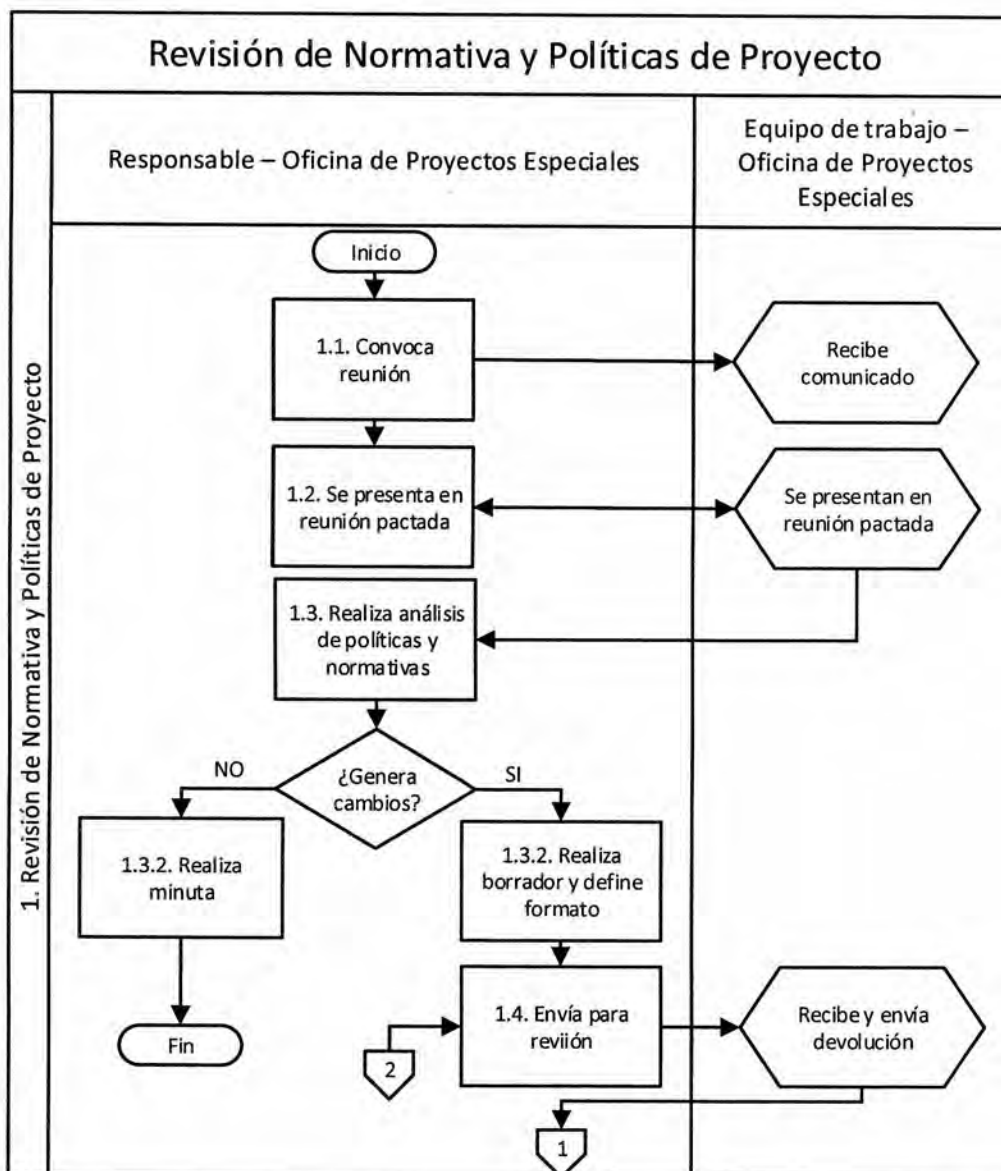 Revisión de Normativa y Políticas de Proyecto
Responsable – Oficina de Proyectos Especiales
Equipo de trabajo –
Oficina de Proyectos
Especiales
1. Revisión de Normativa y Políticas de Proyecto
Inicio
1.1. Convoca
reunión
Recibe
comunicado
1.2. Se presenta en
reunión pactada
Se presentan en
reunión pactada
1.3. Realiza análisis
de políticas y
normativas
¿Genera
cambios?
NO
SI
1.3.2. Realiza
minuta
1.3.2. Realiza
borrador y define
formato
Fin
2
1.4. Envía para
reviión
Recibe y envía
devolución
1